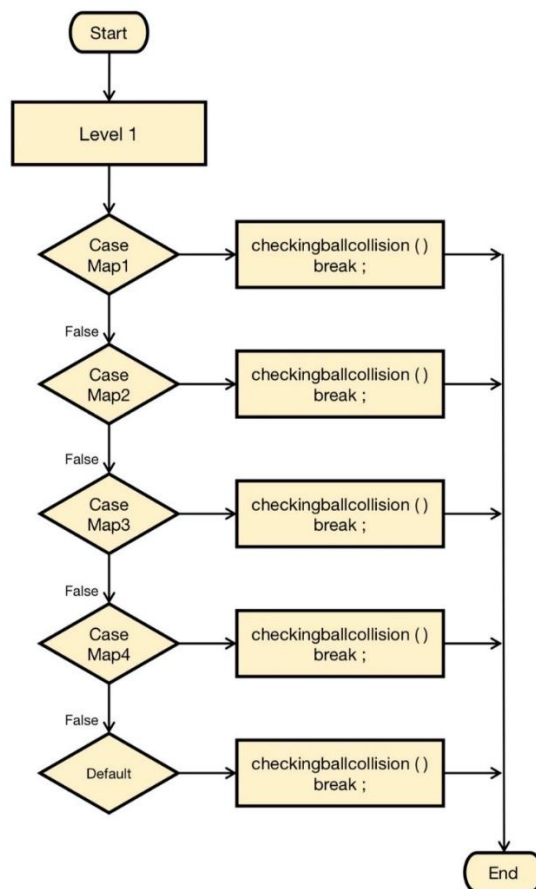 Start
Level 1
Case
Map1
checkingballcollision ( )
break ;
False
Case
Map2
checkingballcollision ( )
break ;
False
Case
Map3
checkingballcollision ( )
break ;
False
Case
Map4
checkingballcollision ( )
break ;
False
Default
checkingballcollision ( )
break ;
End